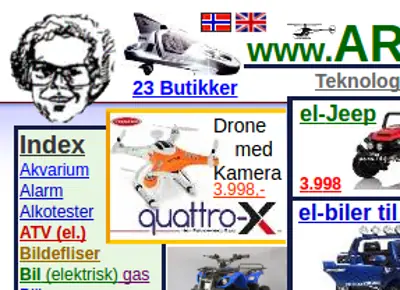 www.AR
23 Butikker
Teknolog
Index
Akvarium
Alarm
Alkotester
ATV (el.)
Bildefliser
Bil (elektrisk) gas
Drone
med
Kamera
3.998,-
quattro-X
el-Jeep
3.998
el-biler til